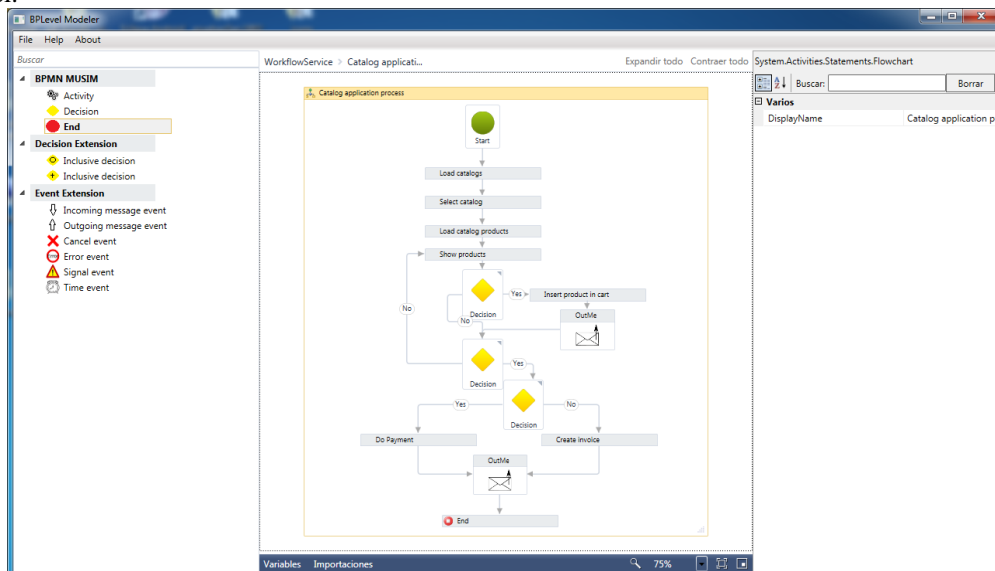 or.
BPLevel Modeler
File Help About
Buscar
BPMN MUSIM
Activity
Decision
End
Decision Extension
Inclusive decision
Inclusive decision
Event Extension
Incoming message event
Outgoing message event
Cancel event
Error event
Signal event
Time event
WorkflowService > Catalog applicati...
Expandir todo Contraer todo
Catalog application process
Start
Load catalogs
Select catalog
Load catalog products
Show products
Decision
Yes
Insert product in cart
No
No
OutMe
Decision
Yes
Decision
Yes
No
Do Payment
Create invoice
OutMe
End
Variables Importaciones
75%
System.Activities.Statements.Flowchart
Buscar:
Borrar
Varios
DisplayName Catalog application p